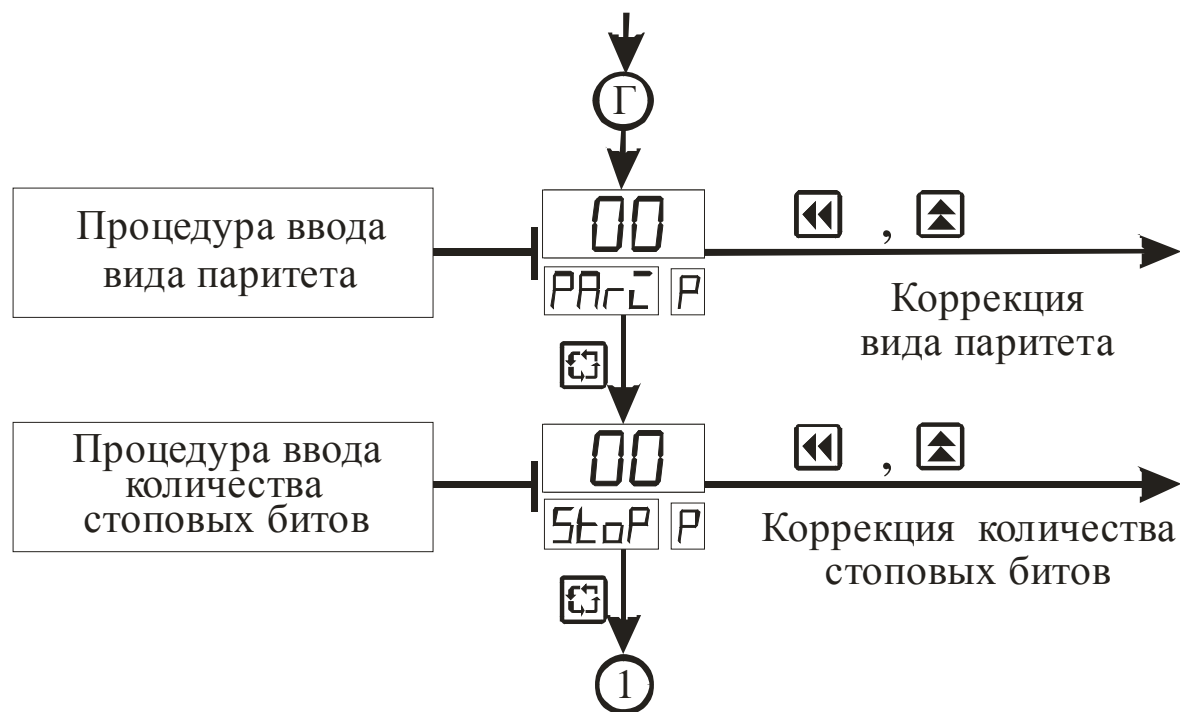 Г
Процедура ввода
вида паритета
00
PAri P
,
Коррекция
вида паритета
Процедура ввода
количества
стоповых битов
00
StoP P
,
Коррекция количества
стоповых битов
1